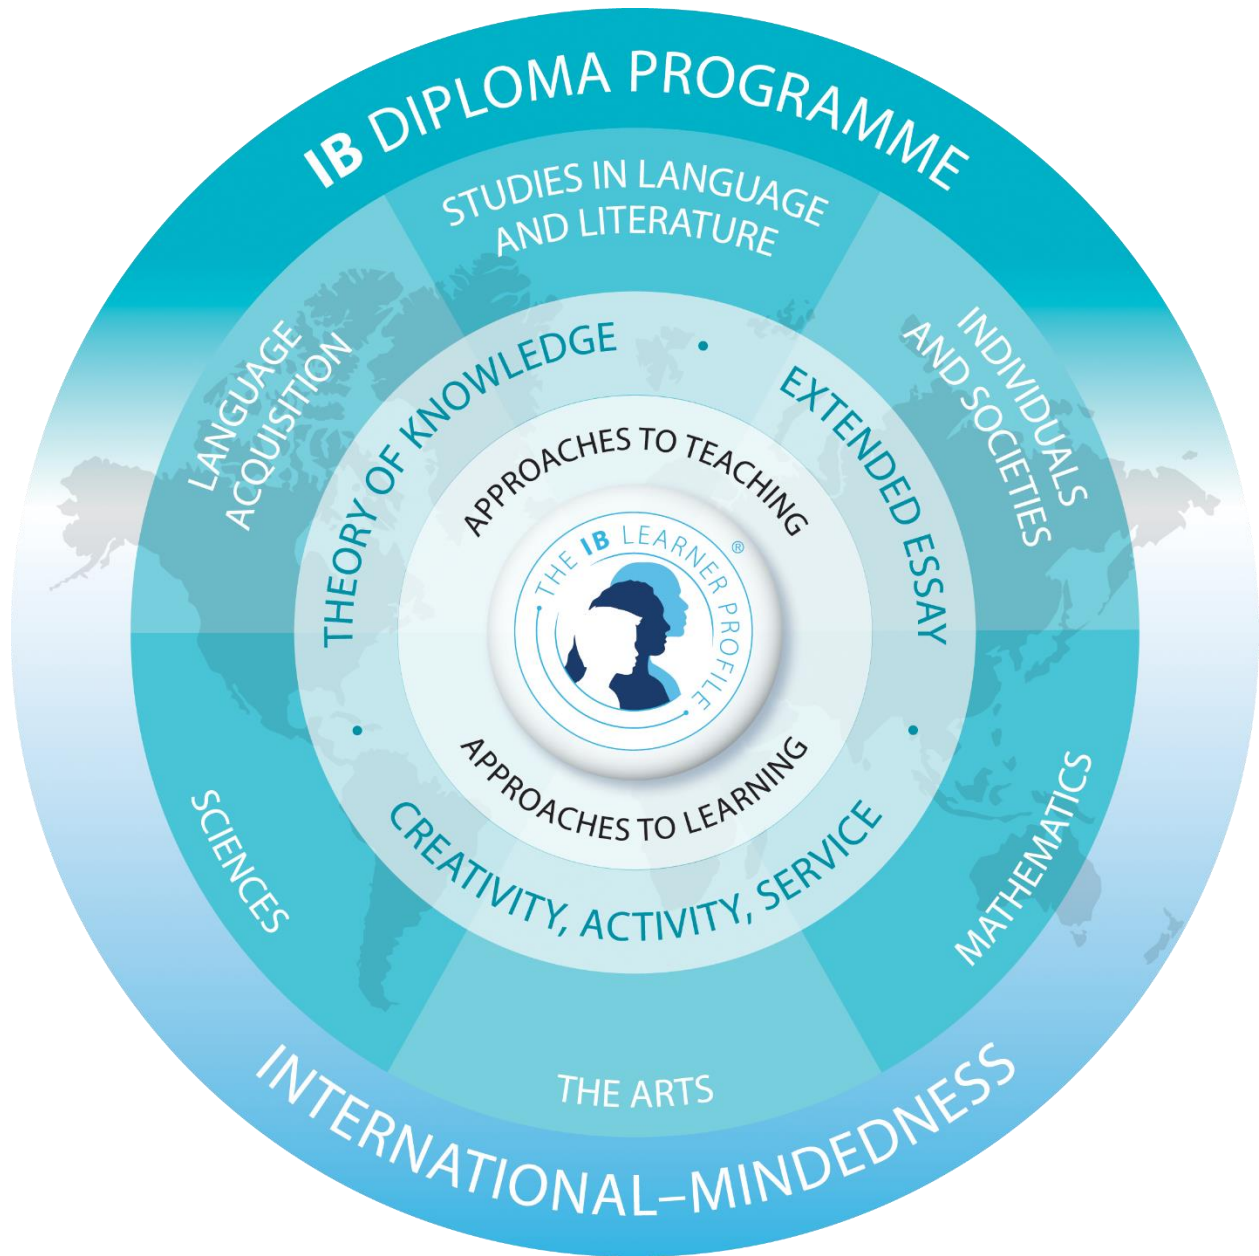 IB DIPLOMA PROGRAMME
STUDIES IN LANGUAGE
AND LITERATURE
LANGUAGE
ACQUISITION
INDIVIDUALS
AND SOCIETIES
THEORY OF KNOWLEDGE
•
EXTENDED ESSAY
APPROACHES TO TEACHING
THE IB LEARNER PROFILE
®
APPROACHES TO LEARNING
•
CREATIVITY, ACTIVITY, SERVICE
•
SCIENCES
MATHEMATICS
THE ARTS
INTERNATIONAL–MINDEDNESS